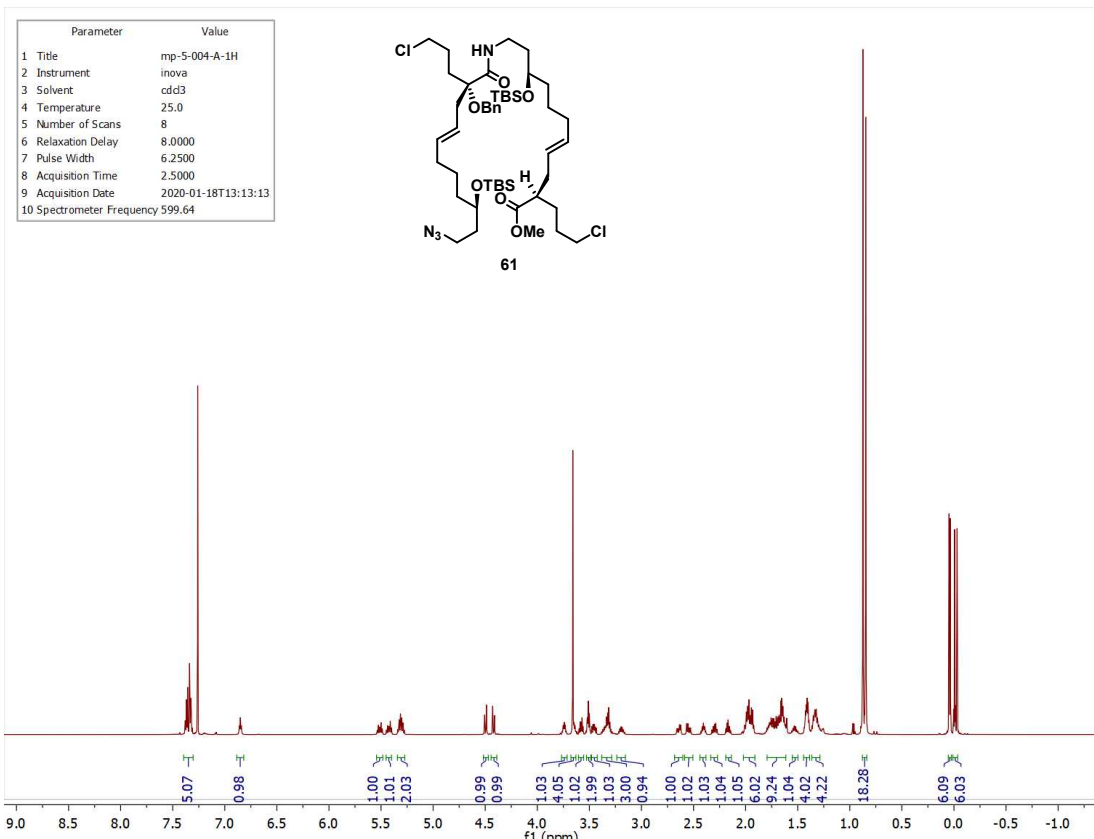 Parameter Value
1 Title mp-5-004-A-1H
2 Instrument inova
3 Solvent cdcl3
4 Temperature 25.0
5 Number of Scans 8
6 Relaxation Delay 8.0000
7 Pulse Width 6.2500
8 Acquisition Time 2.5000
9 Acquisition Date 2020-01-18T13:13:13
10 Spectrometer Frequency 599.64
Cl
NH
O
OBn
TBSO
OTBS
H
O
OMe
Cl
N3
61
5.07 0.98 1.00 1.01 2.03 0.99 0.99 1.03 4.05 1.02 1.99 1.03 3.00 0.94 1.00 1.02 1.03 1.04 1.05 6.02 9.24 1.04 4.02 4.22 18.28 6.09 6.03
9.0 8.5 8.0 7.5 7.0 6.5 6.0 5.5 5.0 4.5 4.0 3.5 3.0 2.5 2.0 1.5 1.0 0.5 0.0 -0.5 -1.0
f1 (ppm)